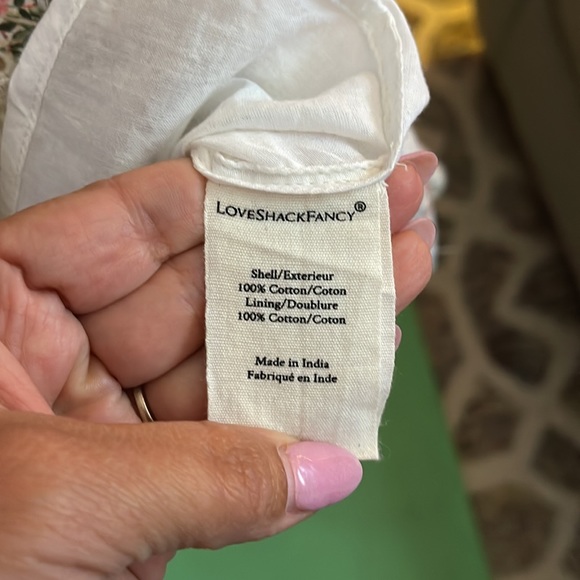 LoveShackFancy®
Shell/Exterieur
100% Cotton/Coton
Lining/Doublure
100% Cotton/Coton
Made in India
Fabriqué en Inde